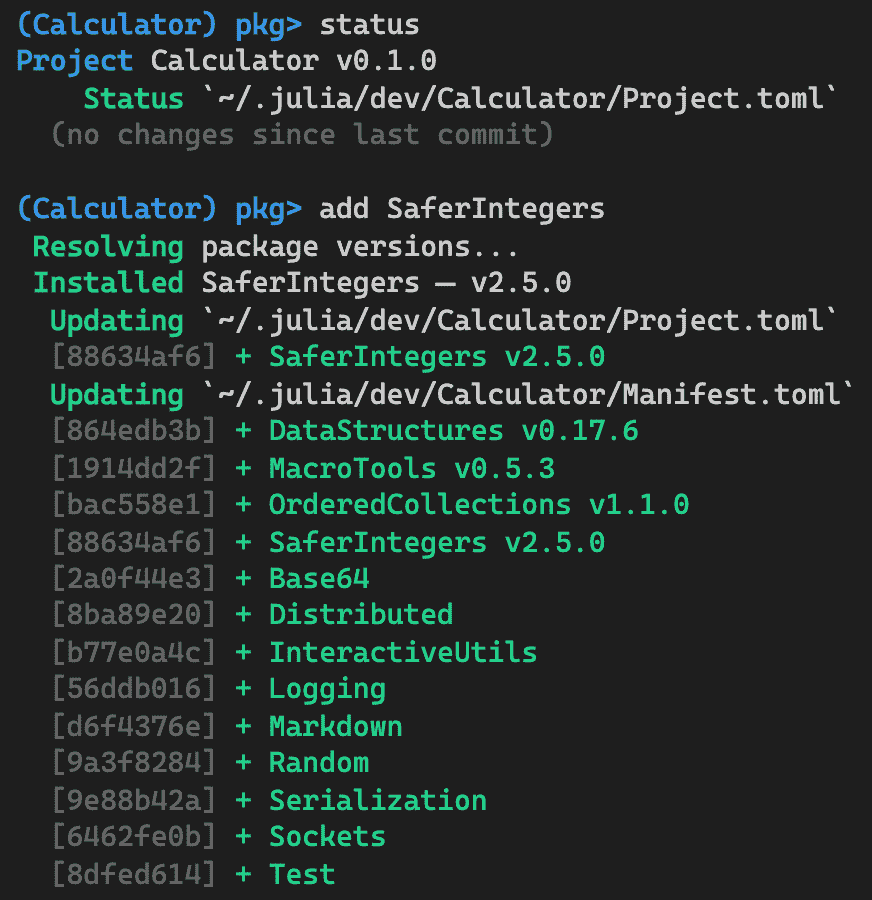 (Calculator) pkg> status
Project Calculator v0.1.0
    Status `~/.julia/dev/Calculator/Project.toml`
  (no changes since last commit)

(Calculator) pkg> add SaferIntegers
 Resolving package versions...
 Installed SaferIntegers ─ v2.5.0
  Updating `~/.julia/dev/Calculator/Project.toml`
  [88634af6] + SaferIntegers v2.5.0
  Updating `~/.julia/dev/Calculator/Manifest.toml`
  [864edb3b] + DataStructures v0.17.6
  [1914dd2f] + MacroTools v0.5.3
  [bac558e1] + OrderedCollections v1.1.0
  [88634af6] + SaferIntegers v2.5.0
  [2a0f44e3] + Base64
  [8ba89e20] + Distributed
  [b77e0a4c] + InteractiveUtils
  [56ddb016] + Logging
  [d6f4376e] + Markdown
  [9a3f8284] + Random
  [9e88b42a] + Serialization
  [6462fe0b] + Sockets
  [8dfed614] + Test